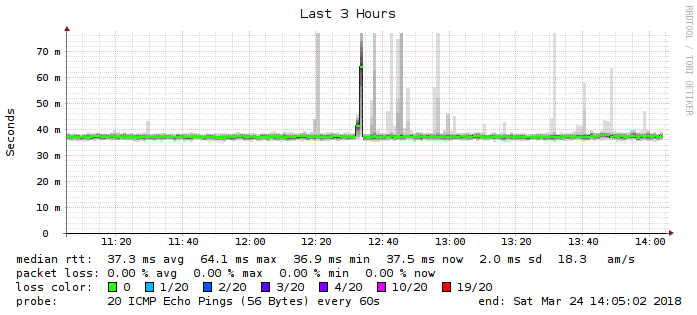 Last 3 Hours
RRDTOOL / TOBI OETIKER
Seconds
70 m
60 m
50 m
40 m
30 m
20 m
10 m
0
11:20 11:40 12:00 12:20 12:40 13:00 13:20 13:40 14:00
median rtt: 37.3 ms avg 64.1 ms max 36.9 ms min 37.5 ms now 2.0 ms sd 18.3 am/s
packet loss: 0.00 % avg 0.00 % max 0.00 % min 0.00 % now
loss color: 0 1/20 2/20 3/20 4/20 10/20 19/20
probe: 20 ICMP Echo Pings (56 Bytes) every 60s end: Sat Mar 24 14:05:02 2018